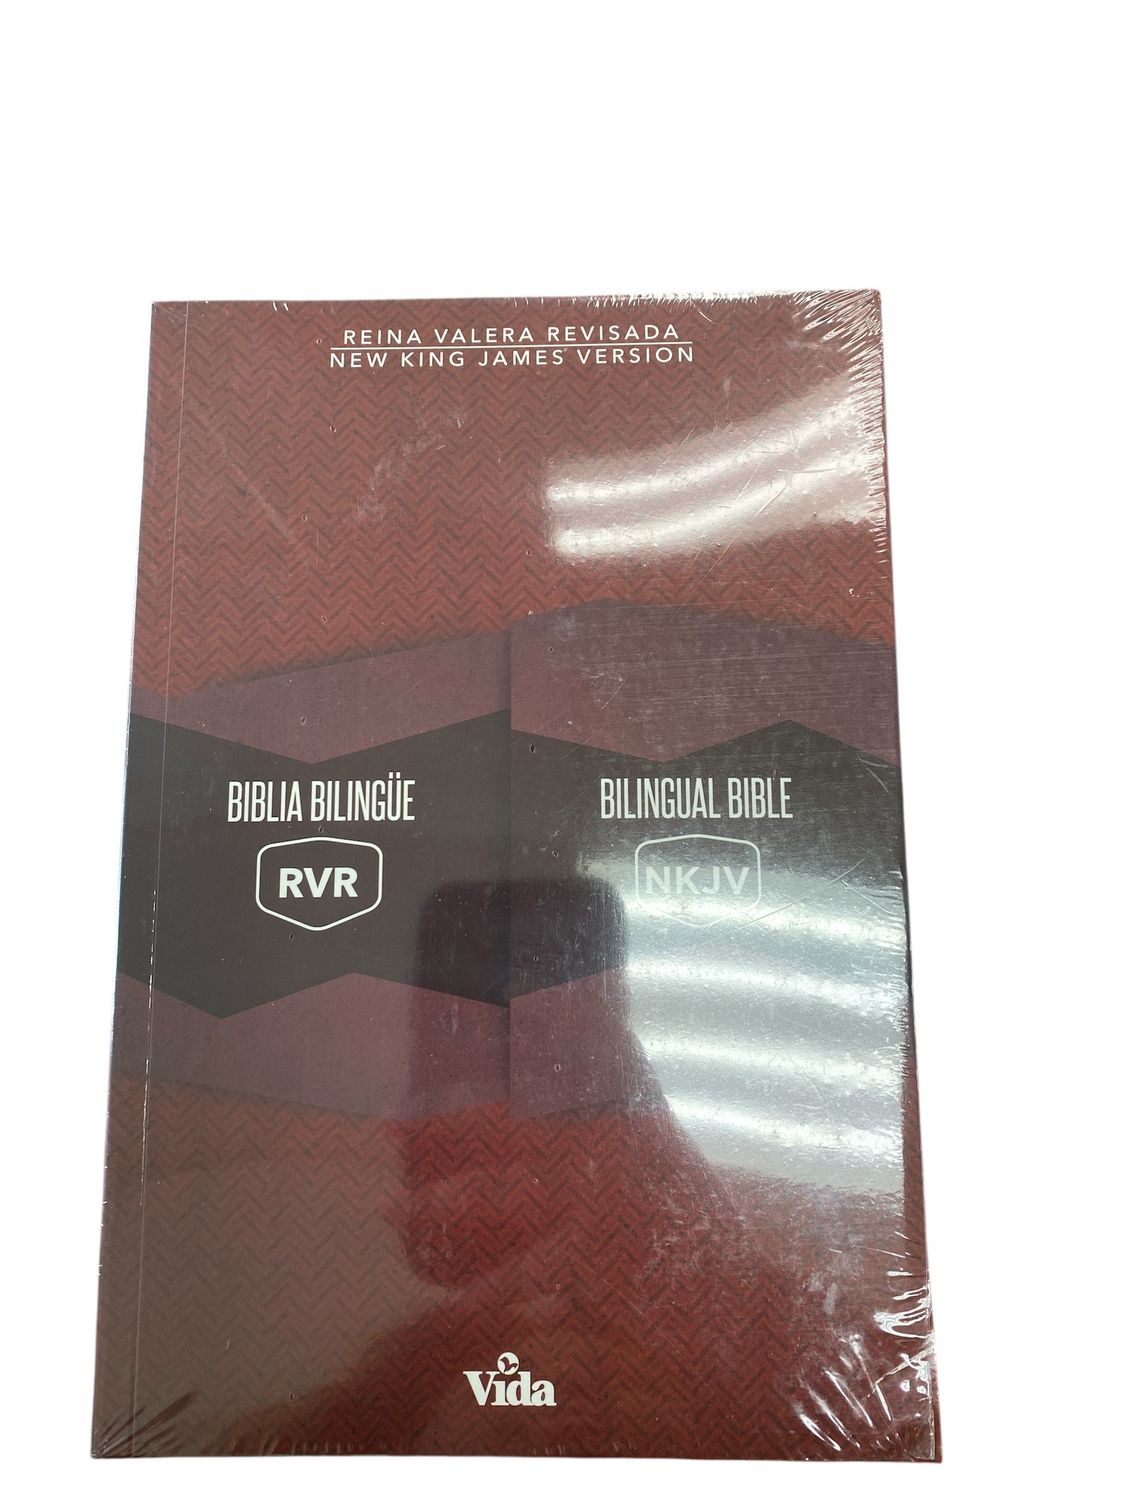 REINA VALERA REVISADA
NEW KING JAMES VERSION
BIBLIA BILINGÜE
RVR
BILINGUAL BIBLE
NKJV
Vida